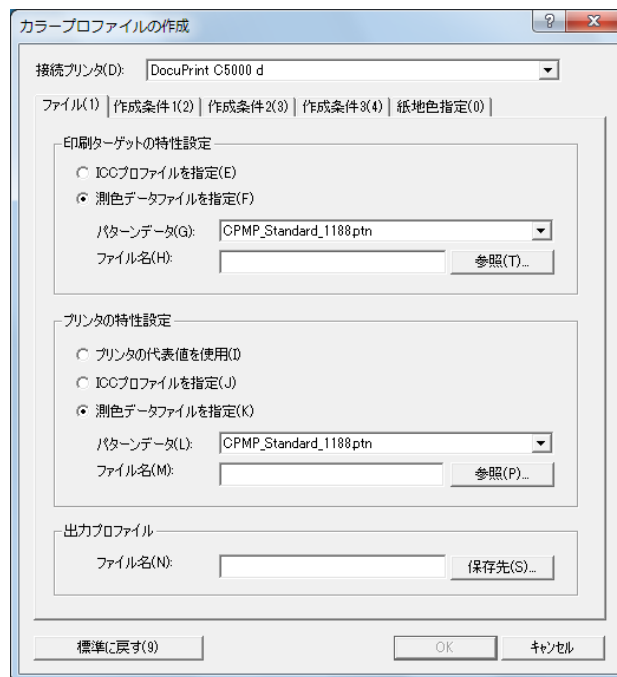 カラープロファイルの作成
接続プリンタ(D): DocuPrint C5000 d
ファイル(1) 作成条件1(2) 作成条件2(3) 作成条件3(4) 紙地色指定(0)
印刷ターゲットの特性設定
ICCプロファイルを指定(E)
測色データファイルを指定(F)
パターンデータ(G): CPMP_Standard_1188.ptn
ファイル名(H): 参照(T)...
プリンタの特性設定
プリンタの代表値を使用(I)
ICCプロファイルを指定(J)
測色データファイルを指定(K)
パターンデータ(L): CPMP_Standard_1188.ptn
ファイル名(M): 参照(P)...
出力プロファイル
ファイル名(N): 保存先(S)...
標準に戻す(9) OK キャンセル